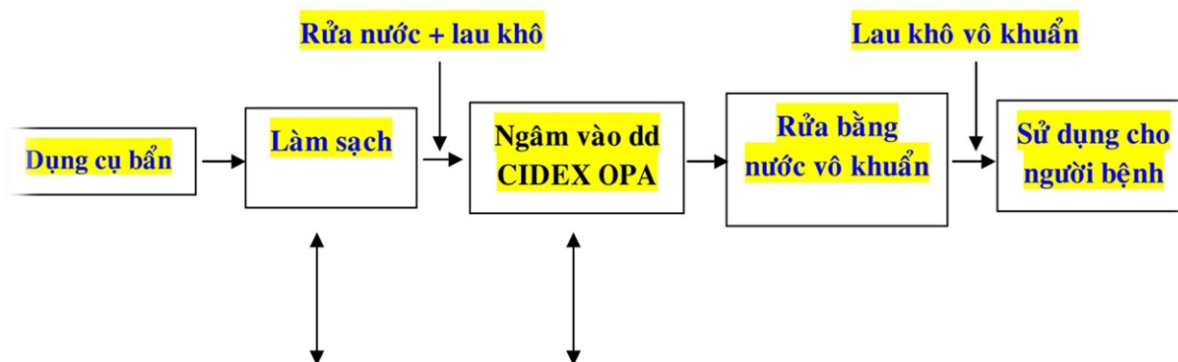 Rửa nước + lau khô
Lau khô vô khuẩn
Dụng cụ bẩn
Làm sạch
Ngâm vào dd
CIDEX OPA
Rửa bằng
nước vô khuẩn
Sử dụng cho
người bệnh